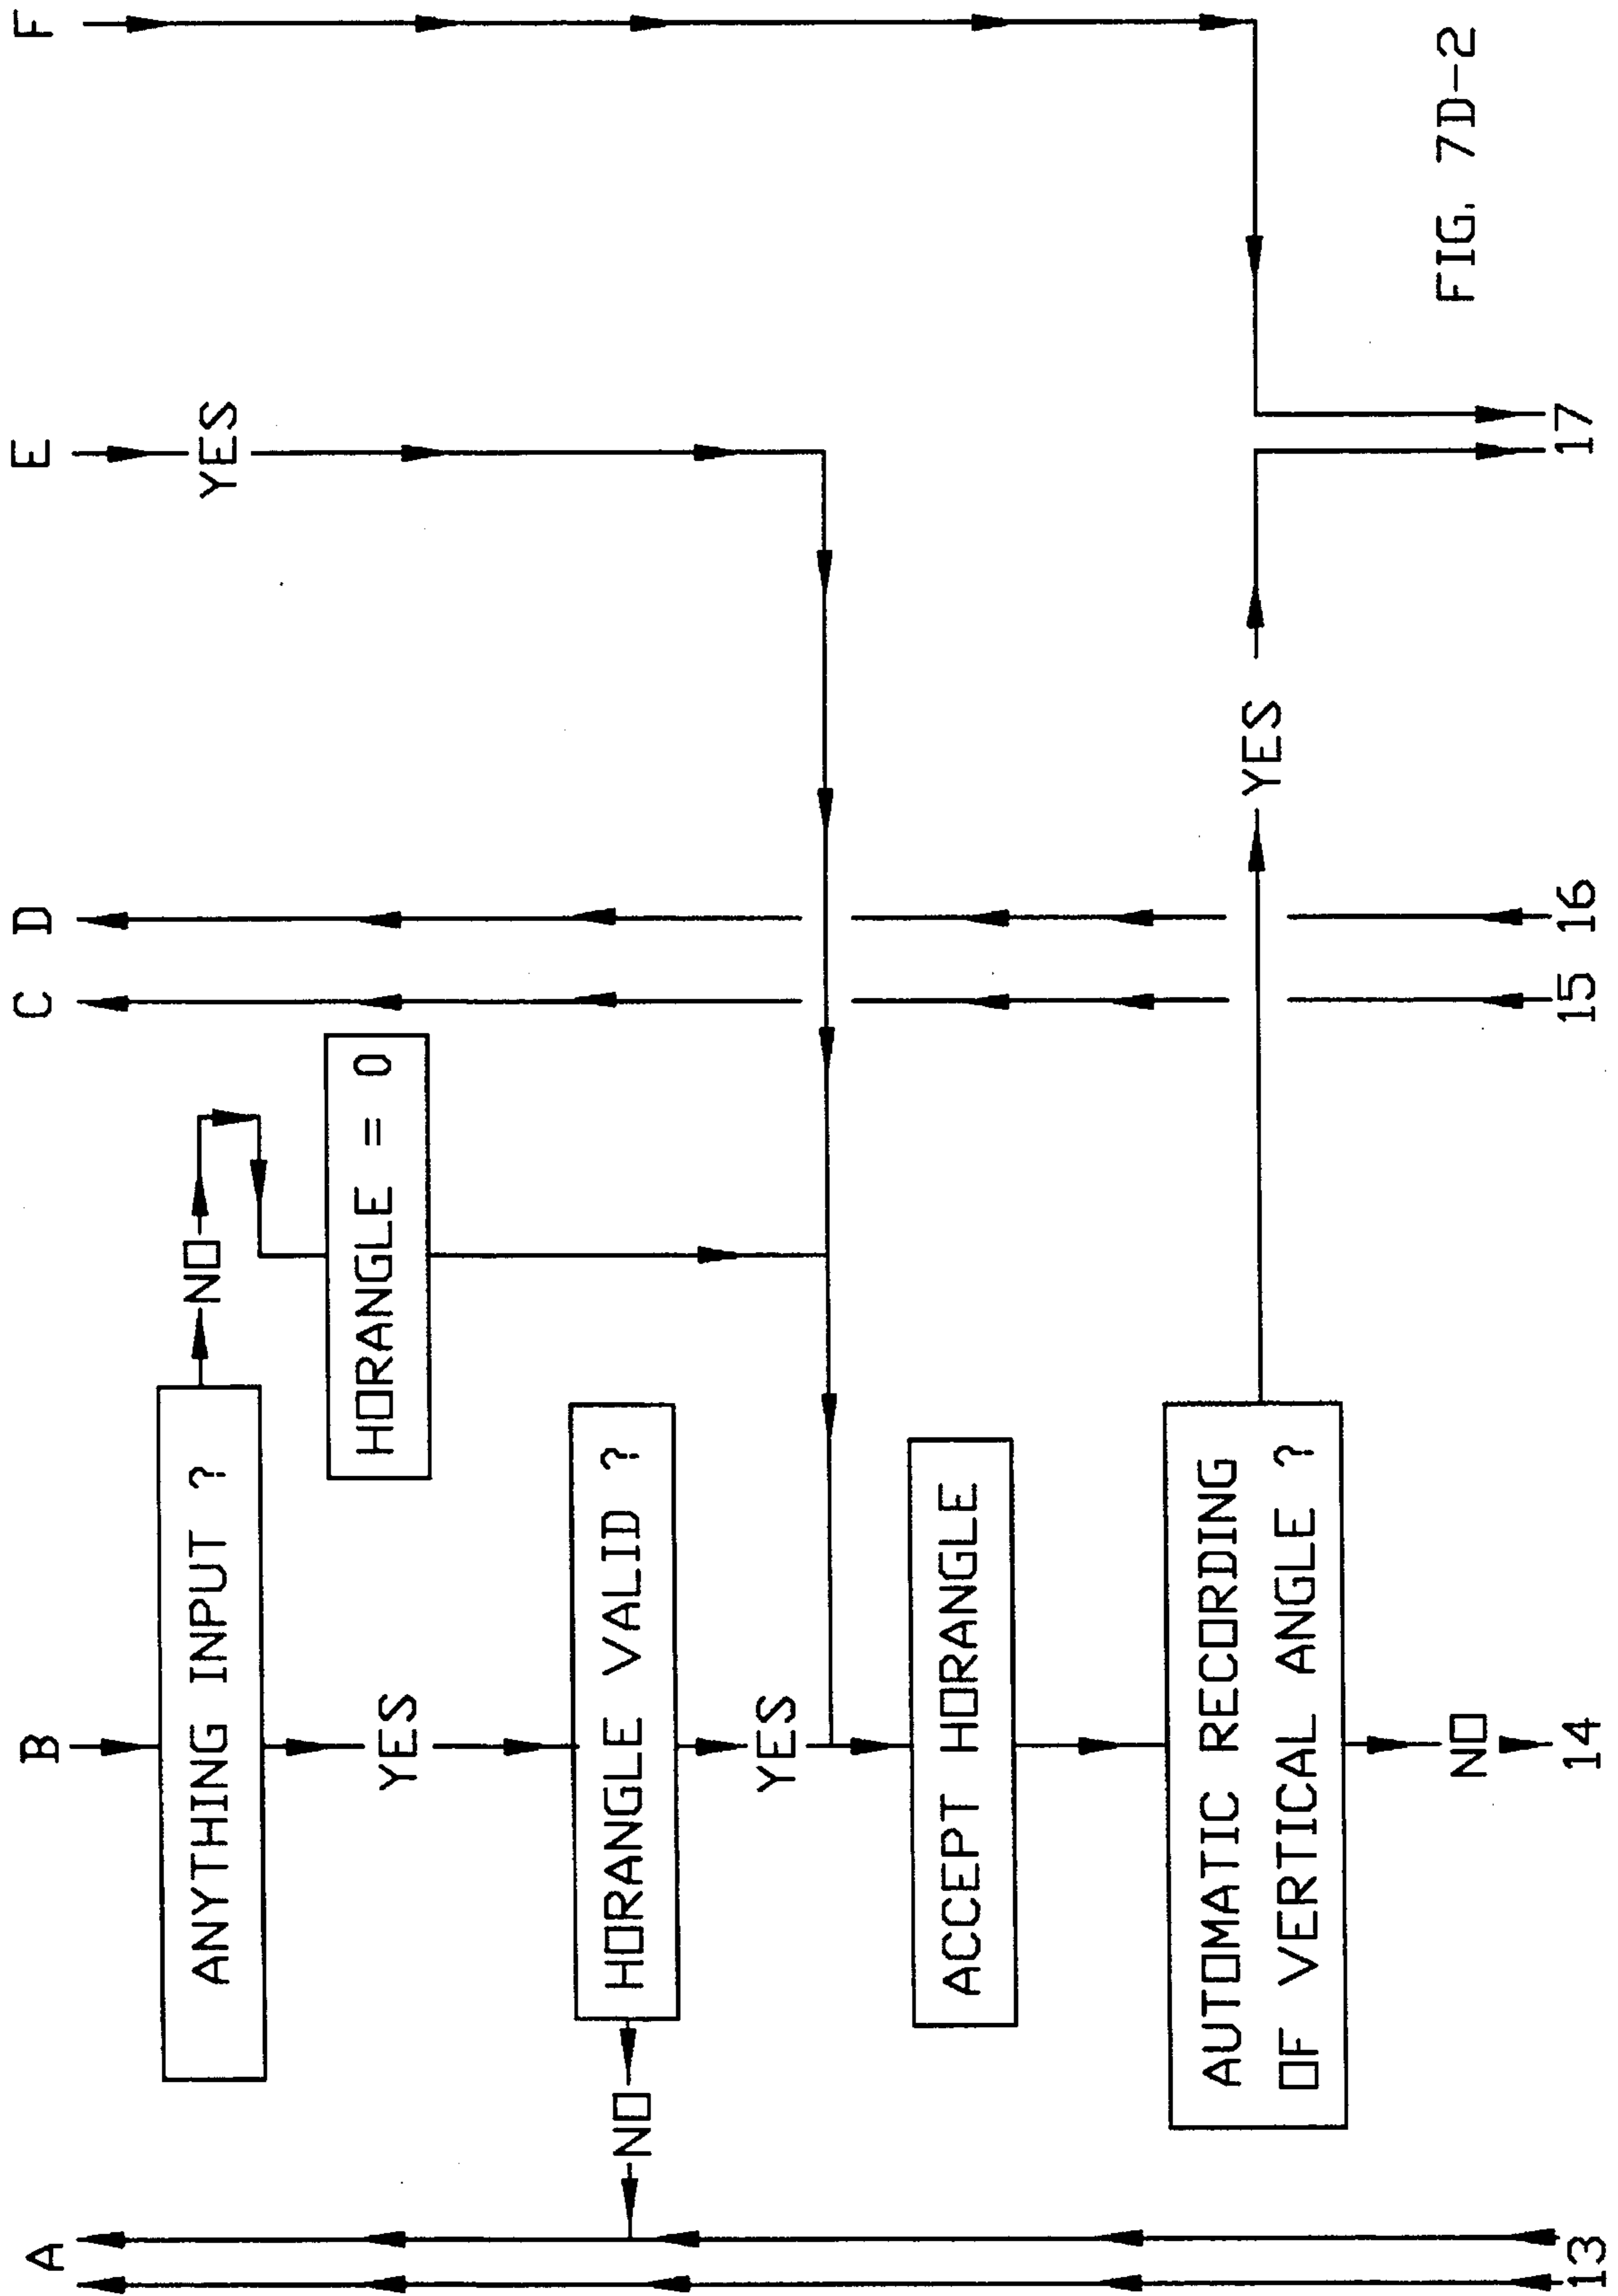 A B C D E F
ANYTHING INPUT ?
NO
YES
YES
HORANGLE = 0
HORANGLE VALID ?
NO
YES
ACCEPT HORANGLE
AUTOMATIC RECORDING
OF VERTICAL ANGLE ?
YES
NO
13 14 15 16 17
FIG. 7D-2